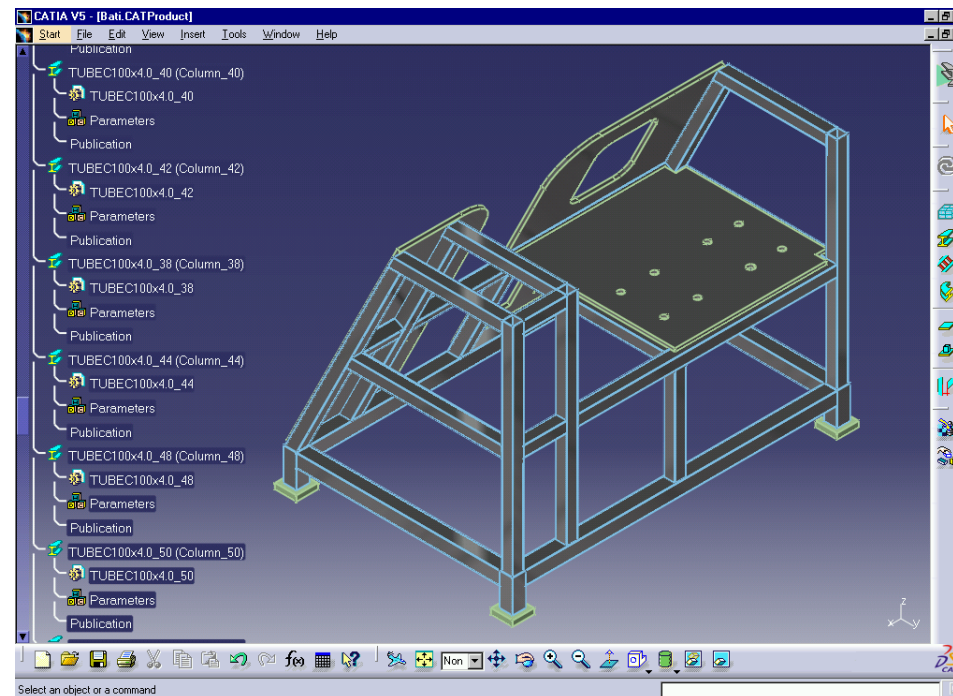 CATIA V5 - [Bati.CATProduct]
Start File Edit View Insert Tools Window Help
Publication
TUBEC100x4.0_40 (Column_40)
TUBEC100x4.0_40
Parameters
Publication
TUBEC100x4.0_42 (Column_42)
TUBEC100x4.0_42
Parameters
Publication
TUBEC100x4.0_38 (Column_38)
TUBEC100x4.0_38
Parameters
Publication
TUBEC100x4.0_44 (Column_44)
TUBEC100x4.0_44
Parameters
Publication
TUBEC100x4.0_48 (Column_48)
TUBEC100x4.0_48
Parameters
Publication
TUBEC100x4.0_50 (Column_50)
TUBEC100x4.0_50
Parameters
Publication
z
x y
f(x) Non
Select an object or a command